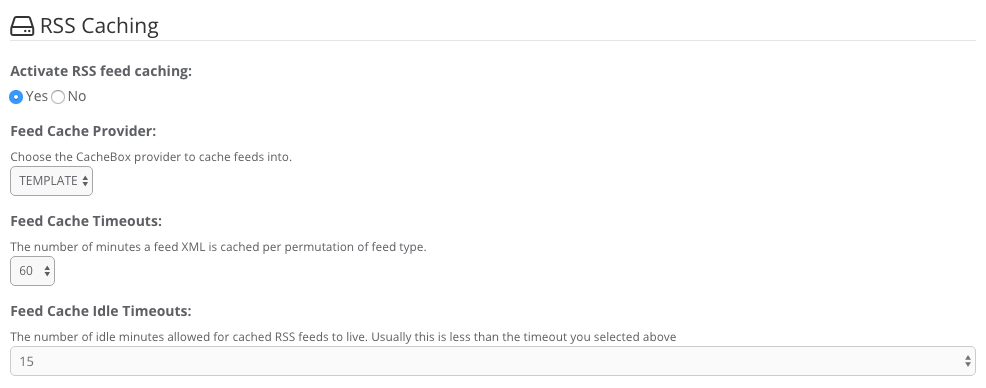 RSS Caching
Activate RSS feed caching:
Yes No
Feed Cache Provider:
Choose the CacheBox provider to cache feeds into.
TEMPLATE
Feed Cache Timeouts:
The number of minutes a feed XML is cached per permutation of feed type.
60
Feed Cache Idle Timeouts:
The number of idle minutes allowed for cached RSS feeds to live. Usually this is less than the timeout you selected above
15